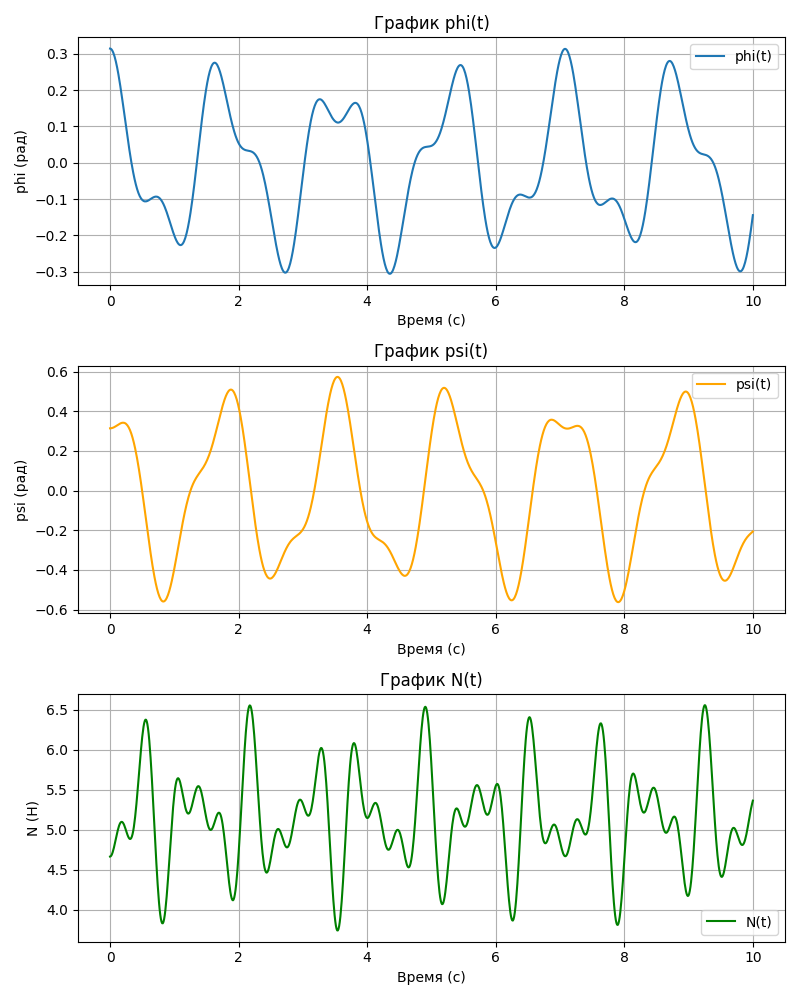 График phi(t)
phi (рад)
0.3
0.2
0.1
0.0
−0.1
−0.2
−0.3
phi(t)
0 2 4 6 8 10
Время (с)
График psi(t)
psi (рад)
0.6
0.4
0.2
0.0
−0.2
−0.4
−0.6
psi(t)
0 2 4 6 8 10
Время (с)
График N(t)
N (Н)
6.5
6.0
5.5
5.0
4.5
4.0
N(t)
0 2 4 6 8 10
Время (с)